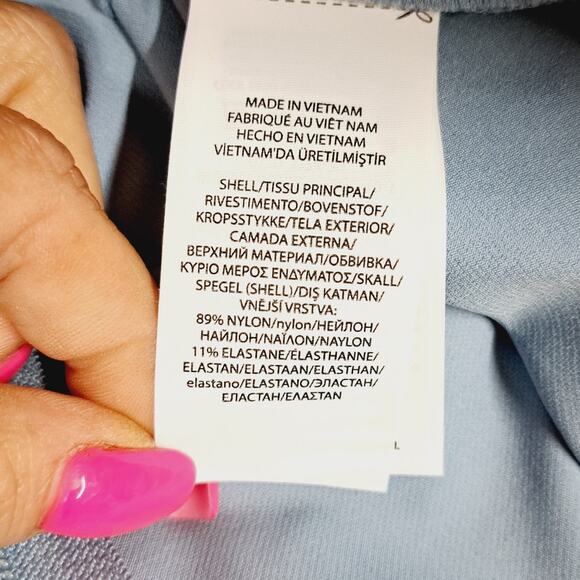 MADE IN VIETNAM
FABRIQUÉ AU VIÊT NAM
HECHO EN VIETNAM
VİETNAM'DA ÜRETİLMİŞTİR
SHELL/TISSU PRINCIPAL/
RIVESTIMENTO/BOVENSTOF/
KROPSSTYKKE/TELA EXTERIOR/
CAMADA EXTERNA/
ВЕРХНИЙ МАТЕРИАЛ/ОБВИВКА/
ΚΥΡΙΟ ΜΕΡΟΣ ΕΝΔΥΜΑΤΟΣ/SKALL/
SPEGEL (SHELL)/DIŞ KATMAN/
VNĚJŠÍ VRSTVA:
89% NYLON/nylon/НЕЙЛОН/
НАЙЛОН/ΝΑΪΛΟΝ/NAYLON
11% ELASTANE/ÉLASTHANNE/
ELASTAN/ELASTAAN/ELASTHAN/
elastano/ELASTANO/ЭЛАСТАН/
ЕЛАСТАН/ΕΛΑΣΤΑΝ
L